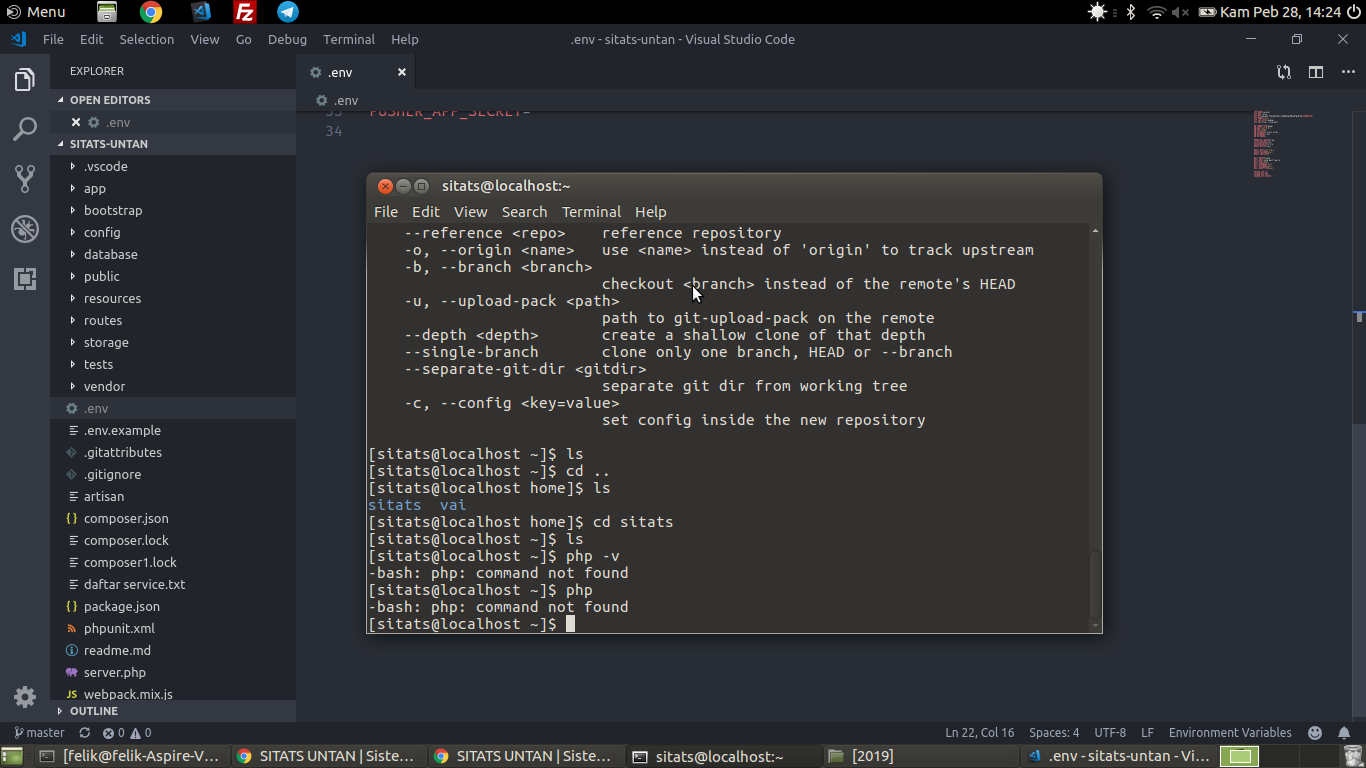 Menu
Kam Peb 28, 14:24
File Edit Selection View Go Debug Terminal Help
.env - sitats-untan - Visual Studio Code
EXPLORER
OPEN EDITORS
.env
SITATS-UNTAN
.vscode
app
bootstrap
config
database
public
resources
routes
storage
tests
vendor
.env
.env.example
.gitattributes
.gitignore
artisan
composer.json
composer.lock
composer1.lock
daftar service.txt
package.json
phpunit.xml
readme.md
server.php
webpack.mix.js
OUTLINE
.env
.env
33 PUSHER_APP_SECRET=
34
sitats@localhost:~
File Edit View Search Terminal Help
--reference <repo> reference repository
-o, --origin <name> use <name> instead of 'origin' to track upstream
-b, --branch <branch>
checkout <branch> instead of the remote's HEAD
-u, --upload-pack <path>
path to git-upload-pack on the remote
--depth <depth> create a shallow clone of that depth
--single-branch clone only one branch, HEAD or --branch
--separate-git-dir <gitdir>
separate git dir from working tree
-c, --config <key=value>
set config inside the new repository
[sitats@localhost ~]$ ls
[sitats@localhost ~]$ cd ..
[sitats@localhost home]$ ls
sitats vai
[sitats@localhost home]$ cd sitats
[sitats@localhost ~]$ ls
[sitats@localhost ~]$ php -v
-bash: php: command not found
[sitats@localhost ~]$ php
-bash: php: command not found
[sitats@localhost ~]$
master 0 0
Ln 22, Col 16 Spaces: 4 UTF-8 LF Environment Variables
[felik@felik-Aspire-V... SITATS UNTAN | Siste... SITATS UNTAN | Siste... sitats@localhost:~ [2019] .env - sitats-untan - Vi...